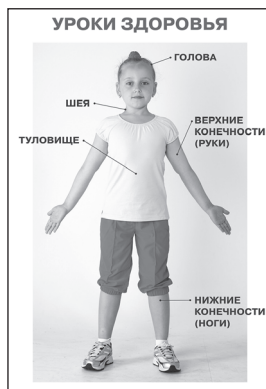 УРОКИ ЗДОРОВЬЯ
ГОЛОВА
ШЕЯ
ВЕРХНИЕ
КОНЕЧНОСТИ
(РУКИ)
ТУЛОВИЩЕ
НИЖНИЕ
КОНЕЧНОСТИ
(НОГИ)